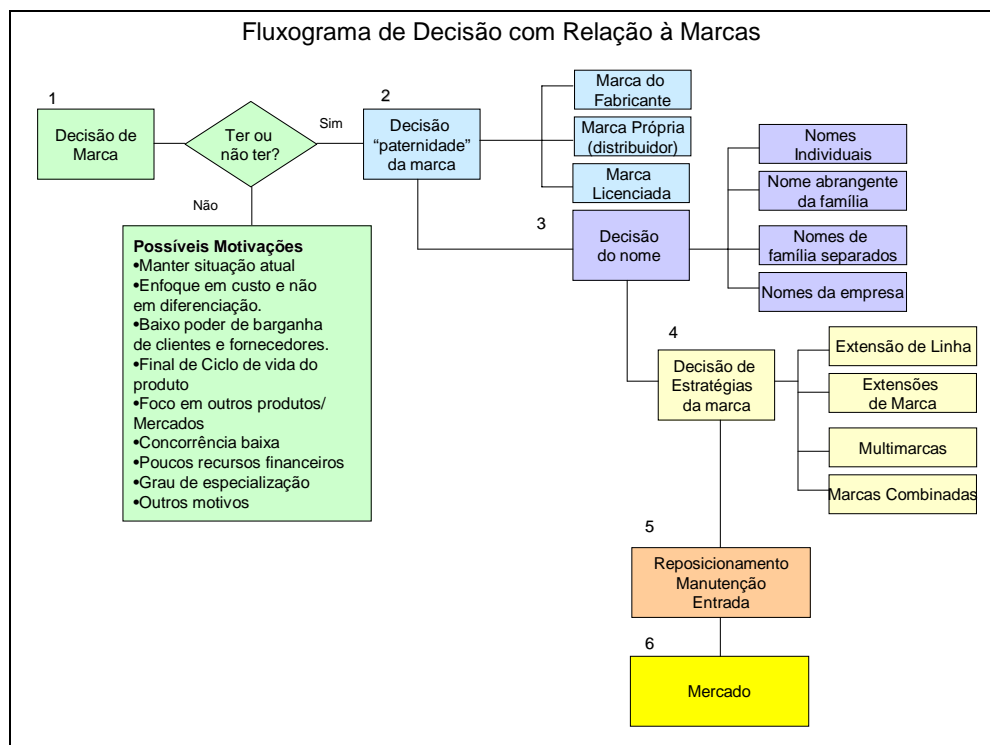 Fluxograma de Decisão com Relação à Marcas
1
Decisão de
Marca
Ter ou
não ter?
Sim
Não
Possíveis Motivações
•Manter situação atual
•Enfoque em custo e não
em diferenciação.
•Baixo poder de barganha
de clientes e fornecedores.
•Final de Ciclo de vida do
produto
•Foco em outros produtos/
Mercados
•Concorrência baixa
•Poucos recursos financeiros
•Grau de especialização
•Outros motivos
2
Decisão
“paternidade”
da marca
Marca do
Fabricante
Marca Própria
(distribuidor)
Marca
Licenciada
3
Decisão
do nome
Nomes
Individuais
Nome abrangente
da família
Nomes de
família separados
Nomes da empresa
4
Decisão de
Estratégias
da marca
Extensão de Linha
Extensões
de Marca
Multimarcas
Marcas Combinadas
5
Reposicionamento
Manutenção
Entrada
6
Mercado